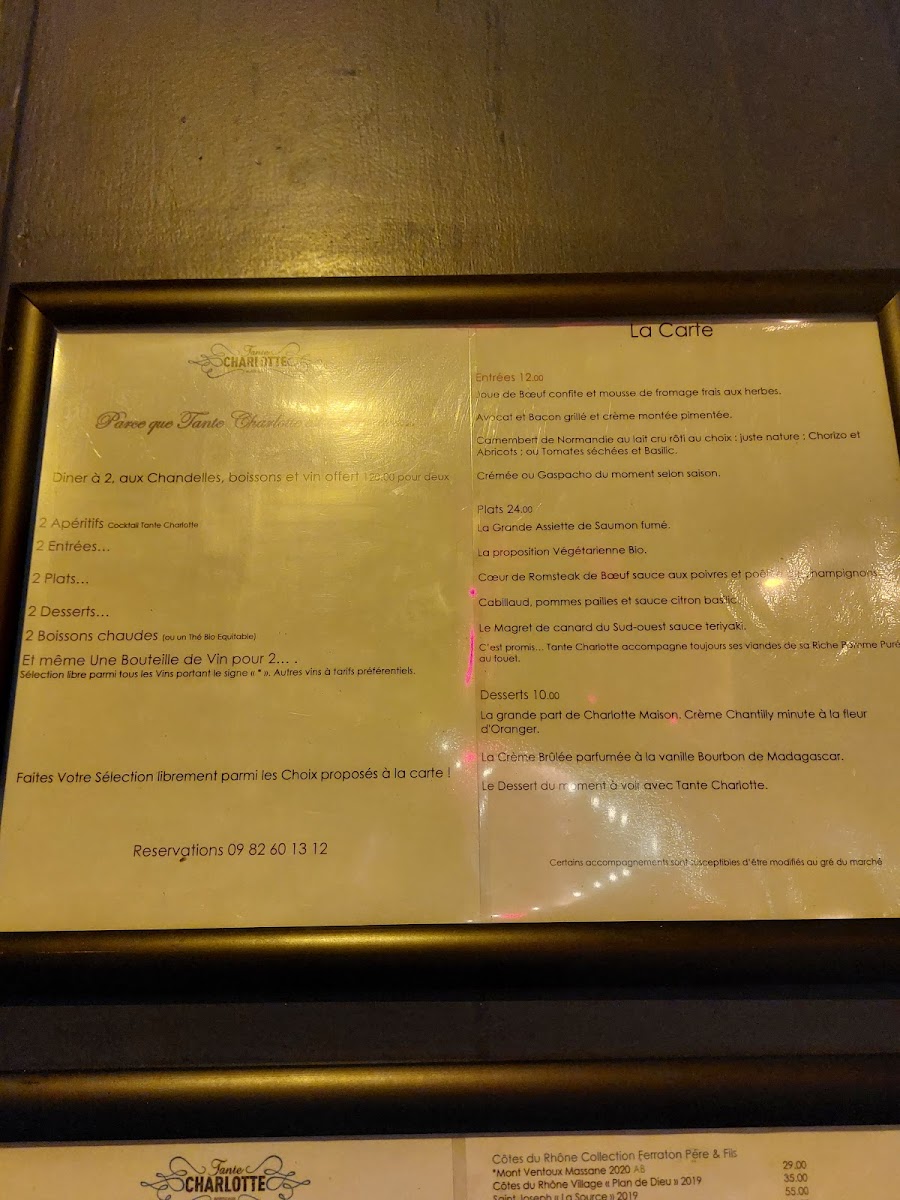 Tante
CHARLOTTE
Parce que Tante Charlotte
Diner à 2, aux Chandelles, boissons et vin offert 120.00 pour deux
2 Apéritifs Cocktail Tante Charlotte
2 Entrées...
2 Plats...
2 Desserts...
2 Boissons chaudes (ou un Thé Bio Equitable)
Et même Une Bouteille de Vin pour 2... .
Sélection libre parmi tous les Vins portant le signe « * ». Autres vins à tarifs préférentiels.
Faites Votre Sélection librement parmi les Choix proposés à la carte !
Reservations 09 82 60 13 12
La Carte
Entrées 12.00
Joue de Bœuf confite et mousse de fromage frais aux herbes.
Avocat et Bacon grillé et crème montée pimentée.
Camembert de Normandie au lait cru rôti au choix : juste nature ; Chorizo et
Abricots ; ou Tomates séchées et Basilic.
Crémée ou Gaspacho du moment selon saison.
Plats 24.00
La Grande Assiette de Saumon fumé.
La proposition Végétarienne Bio.
Cœur de Romsteak de Bœuf sauce aux poivres et champignons
Cabillaud, pommes pailles et sauce citron basilic.
Le Magret de canard du Sud-ouest sauce teriyaki.
C'est promis... Tante Charlotte accompagne toujours ses viandes de sa Riche Pomme Puré
au fouet.
Desserts 10.00
La grande part de Charlotte Maison. Crème Chantilly minute à la fleur
d'Oranger.
La Crème Brûlée parfumée à la vanille Bourbon de Madagascar.
Le Dessert du moment à voir avec Tante Charlotte.
Certains accompagnements sont susceptibles d'être modifiés au gré du marché
Tante
CHARLOTTE
Côtes du Rhône Collection Ferraton Père & Fils
*Mont Ventoux Massane 2020 AB 29.00
Côtes du Rhône Village « Plan de Dieu » 2019 35.00
Saint Joseph « La Source » 2019 55.00